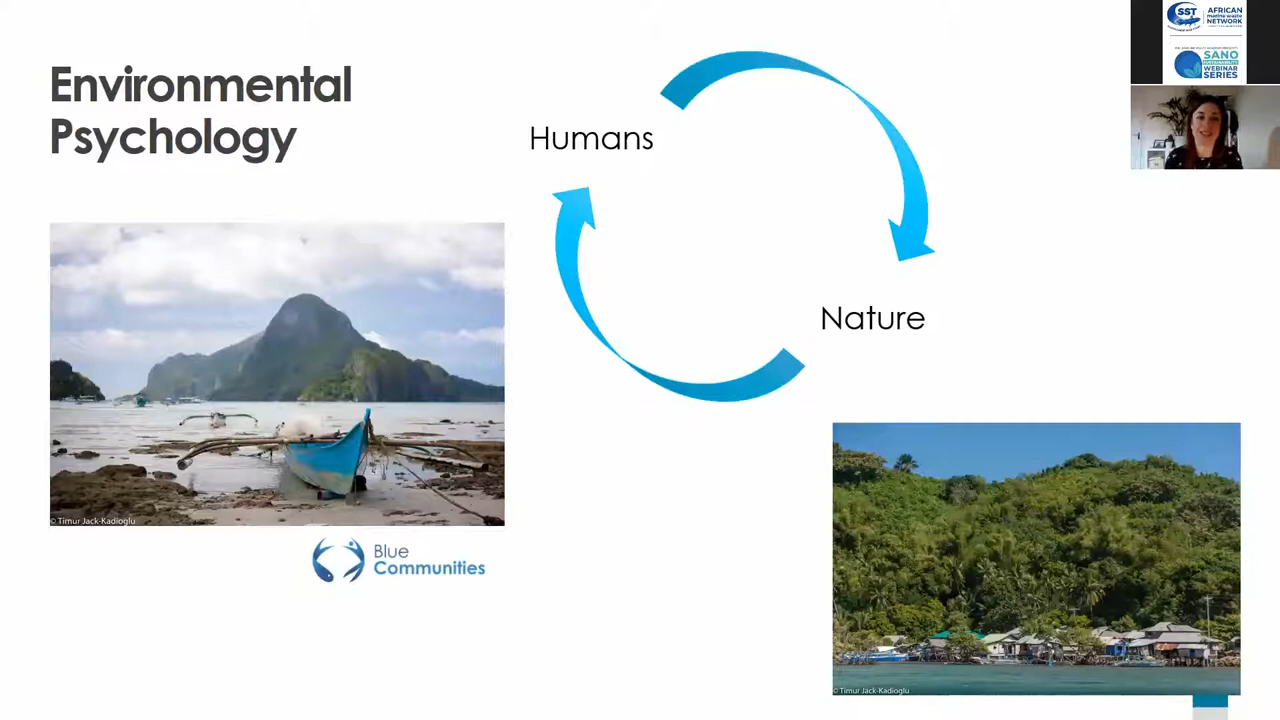 Environmental
Psychology
Humans
Nature
© Timur Jack-Kadioglu
Blue
Communities
© Timur Jack-Kadioglu
SST
AFRICAN
marine waste
NETWORK
SANO
SUSTAINABILITY
WEBINAR
SERIES